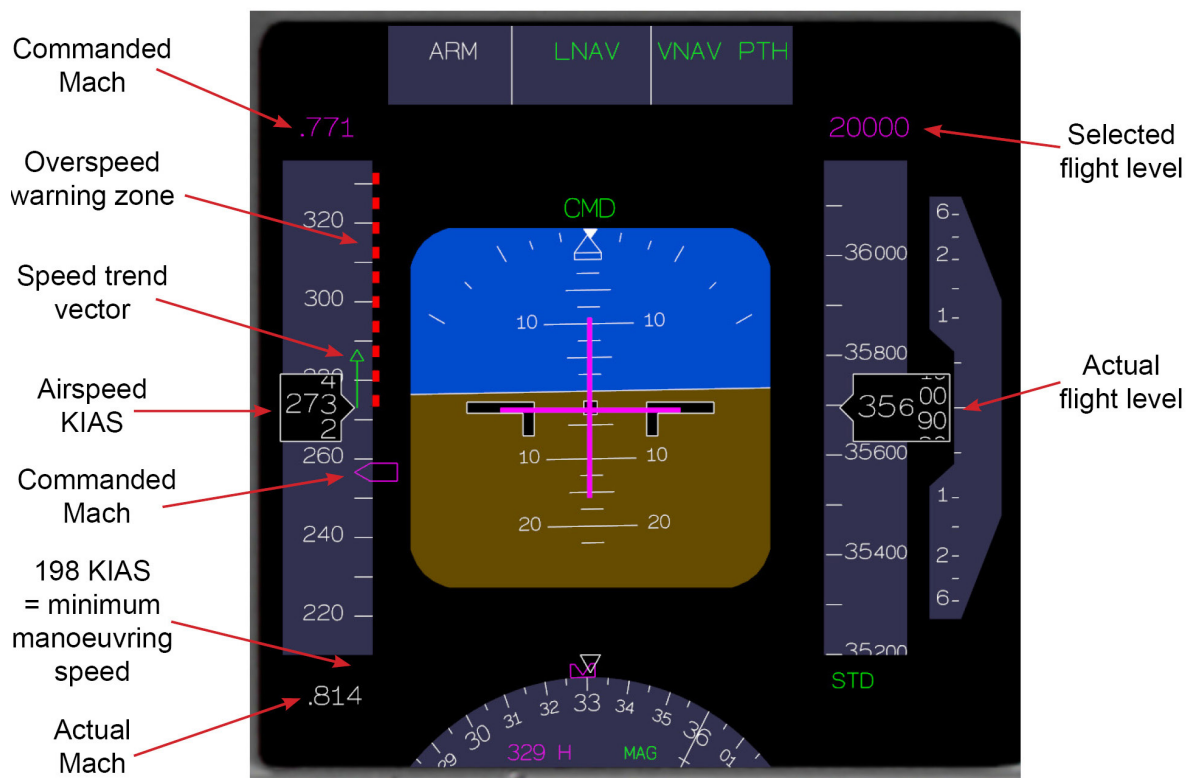 Commanded
Mach
Overspeed
warning zone
Speed trend
vector
Airspeed
KIAS
Commanded
Mach
198 KIAS
= minimum
manoeuvring
speed
Actual
Mach
ARM
LNAV
VNAV PTH
.771
20000
CMD
320
300
280
4
273
2
260
240
220
.814
10 10
10 10
20 20
36000
35800
356
00
90
35600
35400
35200
STD
6
2
1
1
2
6
29
30
31
32
33
34
35
36
01
329 H
MAG
Selected
flight level
Actual
flight level